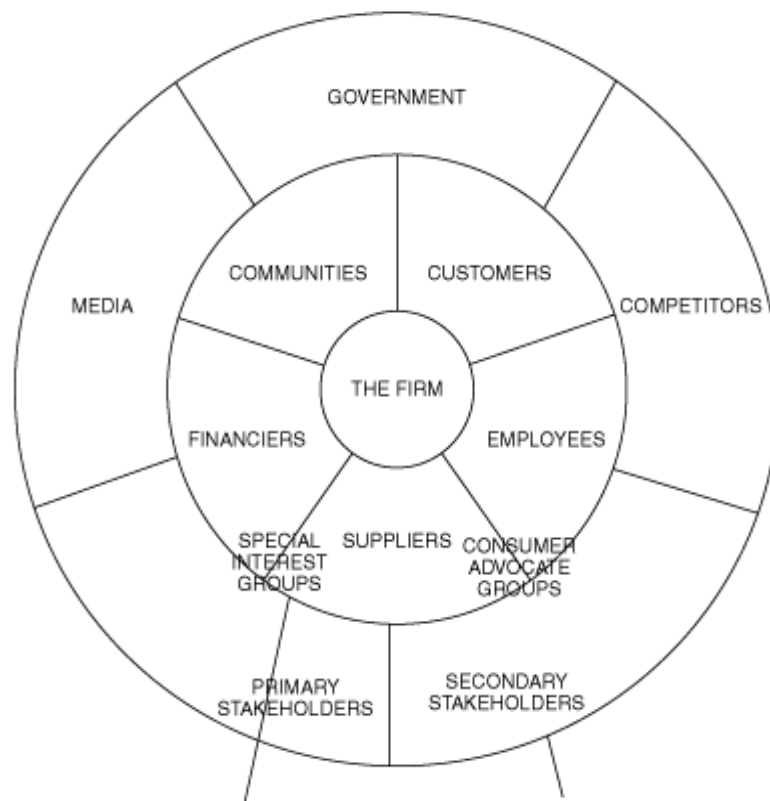 GOVERNMENT
COMMUNITIES
CUSTOMERS
MEDIA
COMPETITORS
THE FIRM
FINANCIERS
EMPLOYEES
SPECIAL
INTEREST
GROUPS
SUPPLIERS
CONSUMER
ADVOCATE
GROUPS
PRIMARY
STAKEHOLDERS
SECONDARY
STAKEHOLDERS